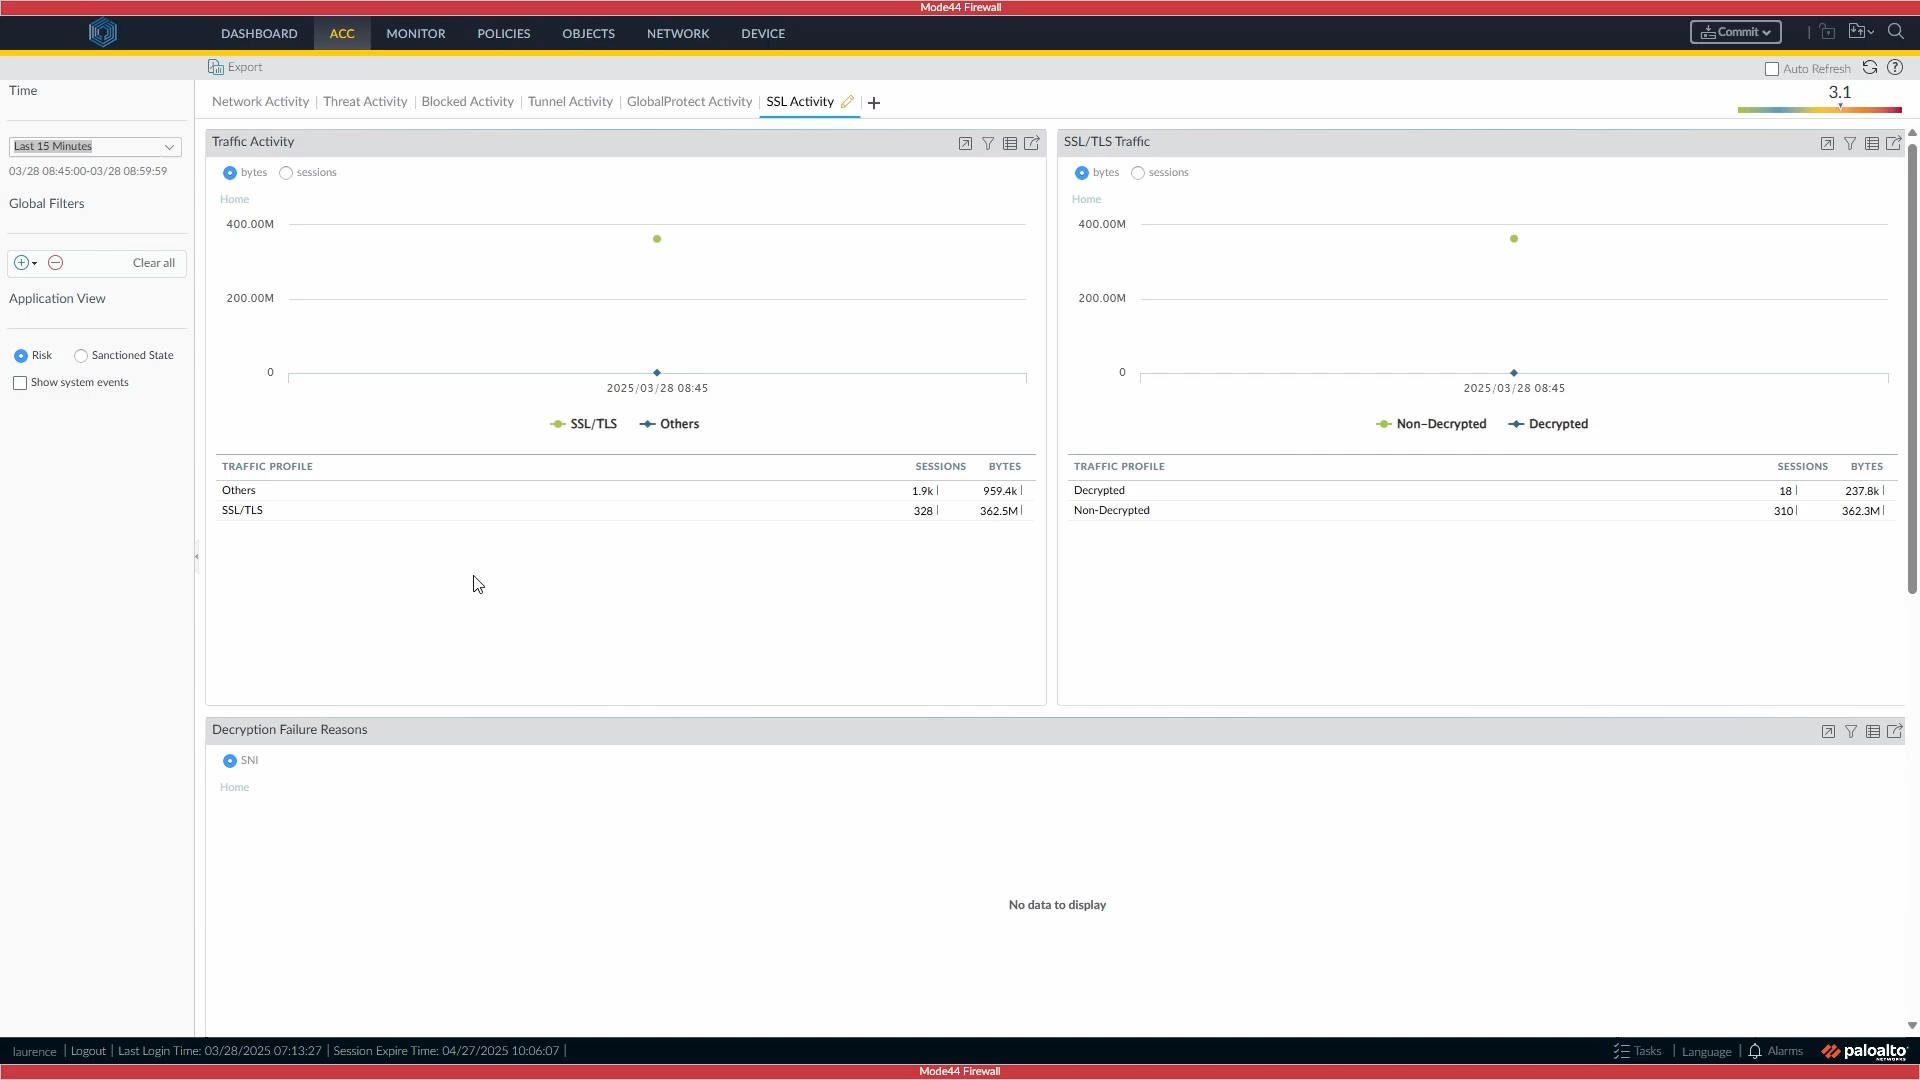 Mode44 Firewall
DASHBOARD ACC MONITOR POLICIES OBJECTS NETWORK DEVICE Commit
Export Auto Refresh
Time
Network Activity Threat Activity Blocked Activity Tunnel Activity GlobalProtect Activity SSL Activity 3.1
Last 15 Minutes
03/28 08:45:00-03/28 08:59:59
Global Filters
Clear all
Application View
Risk Sanctioned State
Show system events
Traffic Activity
bytes sessions
Home
400.00M
200.00M
0
2025/03/28 08:45
SSL/TLS Others
TRAFFIC PROFILE SESSIONS BYTES
Others 1.9k 959.4k
SSL/TLS 328 362.5M
SSL/TLS Traffic
bytes sessions
Home
400.00M
200.00M
0
2025/03/28 08:45
Non-Decrypted Decrypted
TRAFFIC PROFILE SESSIONS BYTES
Decrypted 18 237.8k
Non-Decrypted 310 362.3M
Decryption Failure Reasons
SNI
Home
No data to display
laurence | Logout | Last Login Time: 03/28/2025 07:13:27 | Session Expire Time: 04/27/2025 10:06:07 | Tasks | Language | Alarms paloalto NETWORKS
Mode44 Firewall